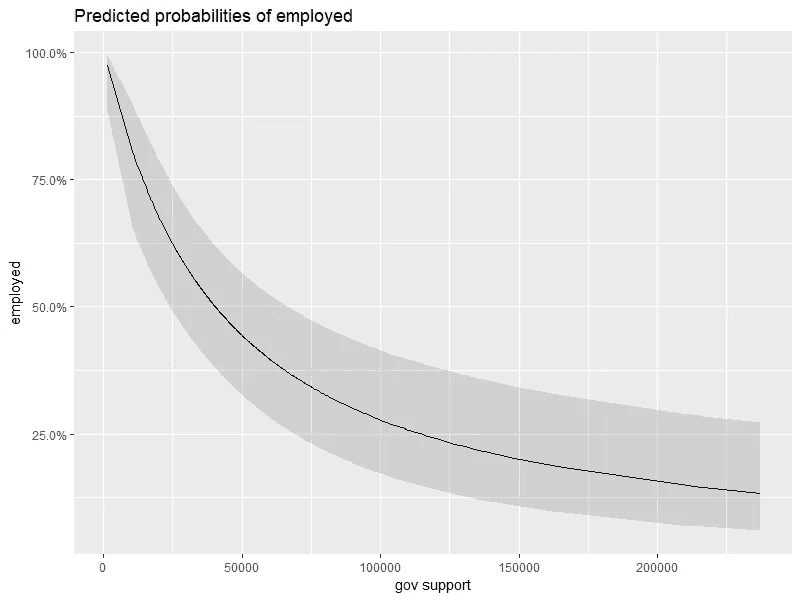 Predicted probabilities of employed
100.0%
75.0%
50.0%
25.0%
employed
0 50000 100000 150000 200000
gov support